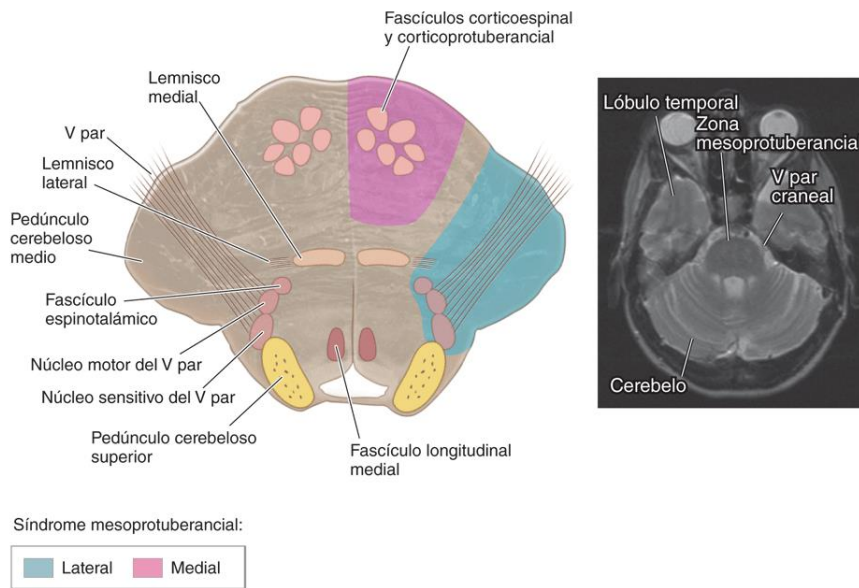 Fascículos corticoespinal
y corticoprotuberancial
Lemnisco
medial
V par
Lemnisco
lateral
Pedúnculo
cerebeloso
medio
Fascículo
espinotalámico
Núcleo motor del V par
Núcleo sensitivo del V par
Pedúnculo cerebeloso
superior
Fascículo longitudinal
medial
Lóbulo temporal
Zona
mesoprotuberancia
V par
craneal
Cerebelo
Síndrome mesoprotuberancial:
Lateral
Medial